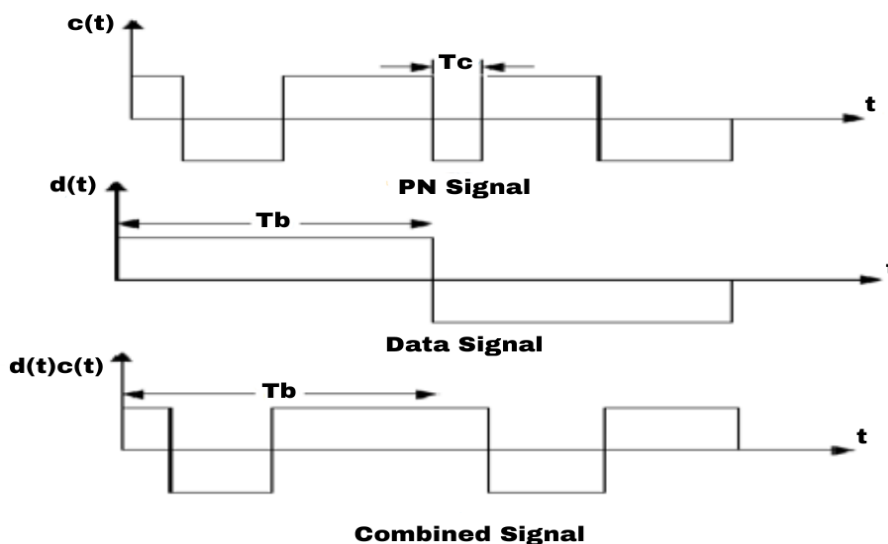 c(t)
Tc
t
PN Signal
d(t)
Tb
Data Signal
d(t)c(t)
Tb
t
Combined Signal